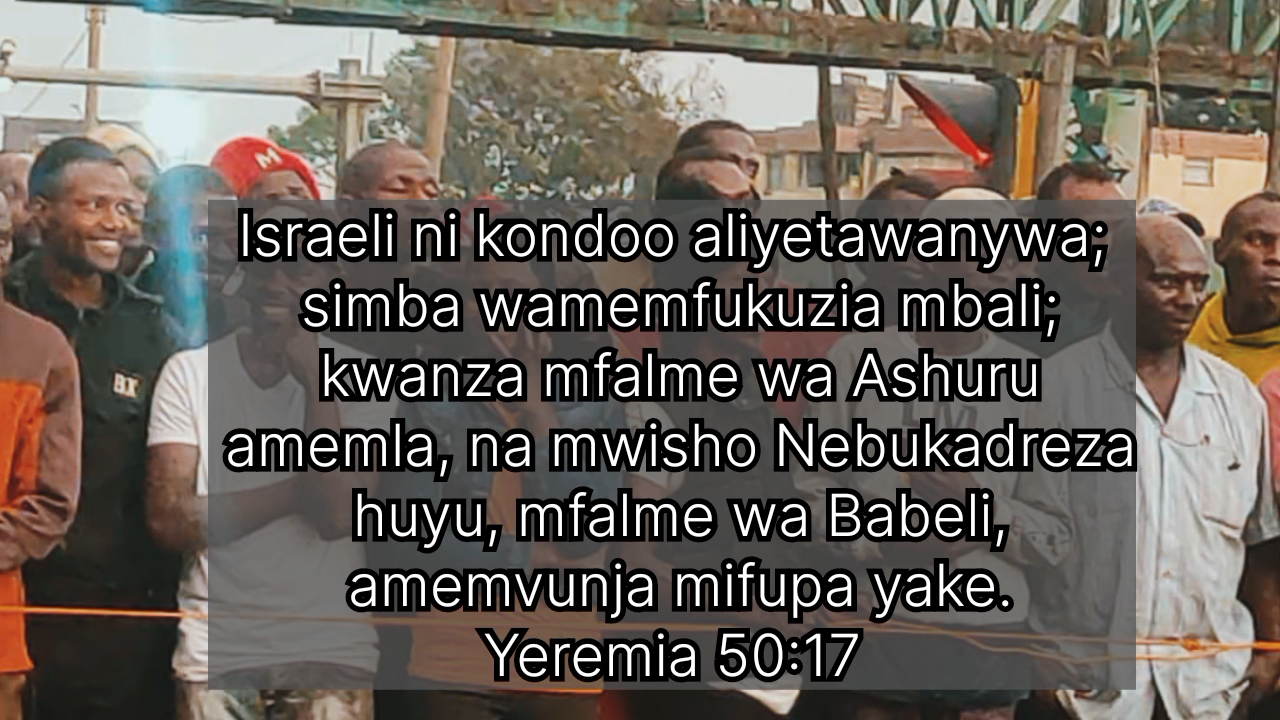 M
BX
Israeli ni kondoo aliyetawanywa;
simba wamemfukuzia mbali;
kwanza mfalme wa Ashuru
amemla, na mwisho Nebukadreza
huyu, mfalme wa Babeli,
amemvunja mifupa yake.
Yeremia 50:17